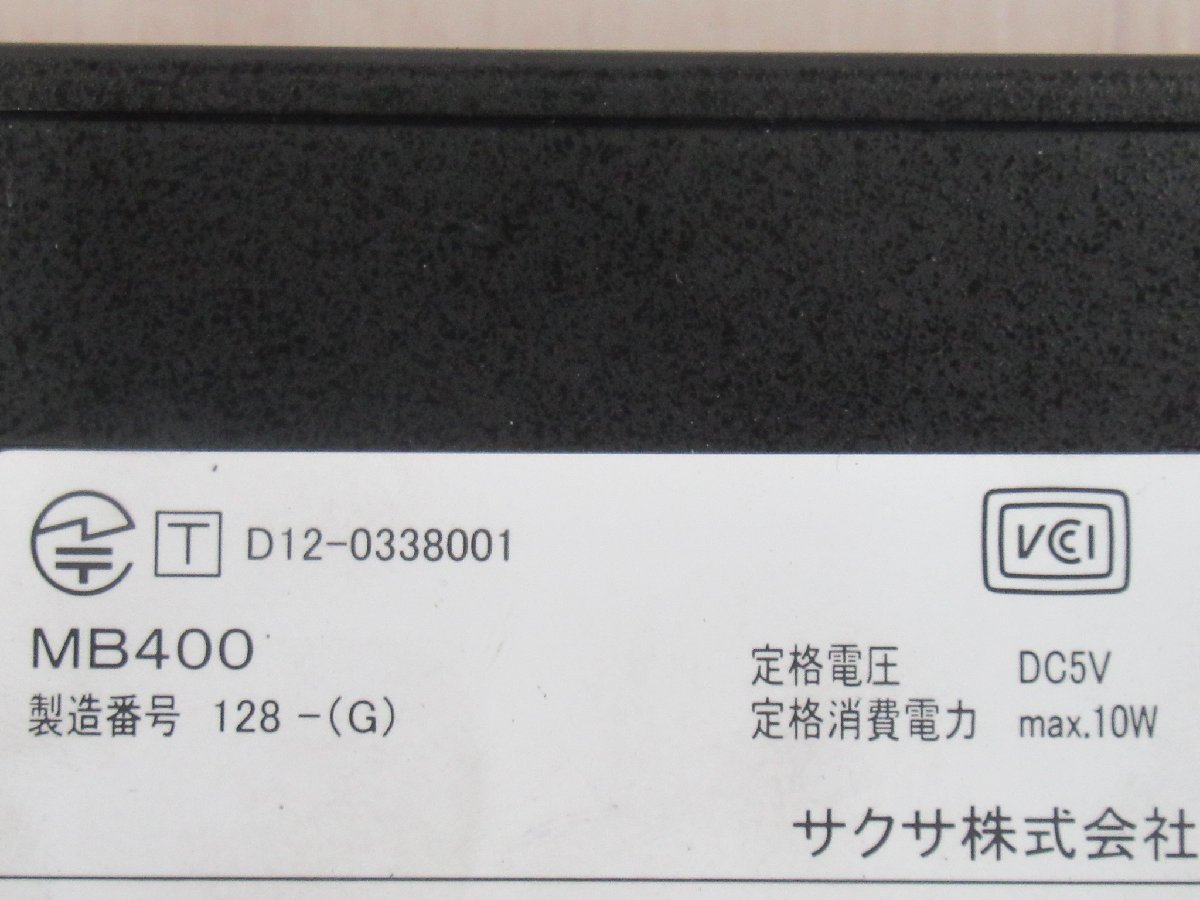 T D12-0338001
VCCI
MB400
製造番号 128 -(G)
定格電圧 DC5V
定格消費電力 max.10W
サクサ株式会社